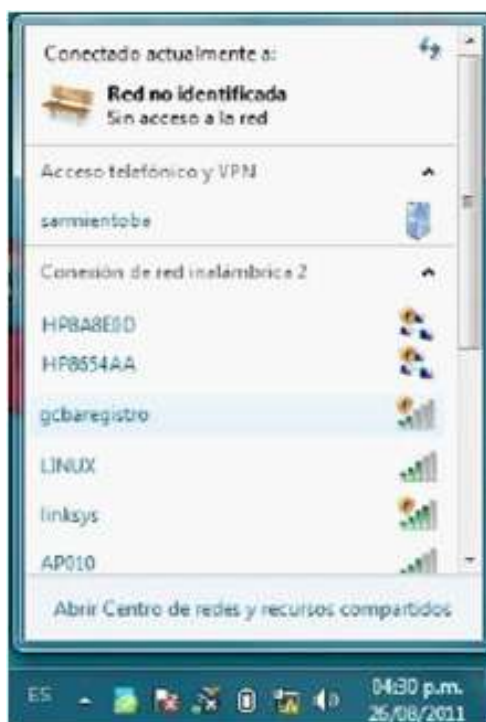 Conectado actualmente a:
Red no identificada
Sin acceso a la red
Acceso telefónico y VPN
sarmientoba
Conexión de red inalámbrica 2
HP8A8E0D
HP8654AA
gcbaregistro
LINUX
linksys
AP010
Abrir Centro de redes y recursos compartidos
ES
04:30 p.m.
26/08/2011